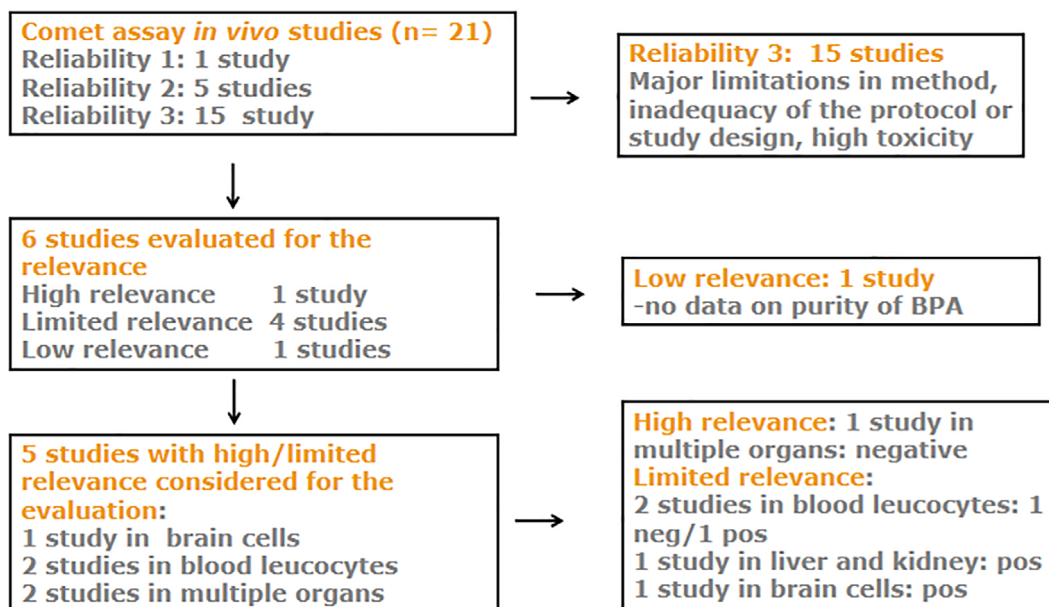 Comet assay in vivo studies (n= 21)
Reliability 1: 1 study
Reliability 2: 5 studies
Reliability 3: 15 study
Reliability 3: 15 studies
Major limitations in method,
inadequacy of the protocol or
study design, high toxicity
6 studies evaluated for the
relevance
High relevance 1 study
Limited relevance 4 studies
Low relevance 1 studies
Low relevance: 1 study
-no data on purity of BPA
5 studies with high/limited
relevance considered for the
evaluation:
1 study in brain cells
2 studies in blood leucocytes
2 studies in multiple organs
High relevance: 1 study in
multiple organs: negative
Limited relevance:
2 studies in blood leucocytes: 1
neg/1 pos
1 study in liver and kidney: pos
1 study in brain cells: pos